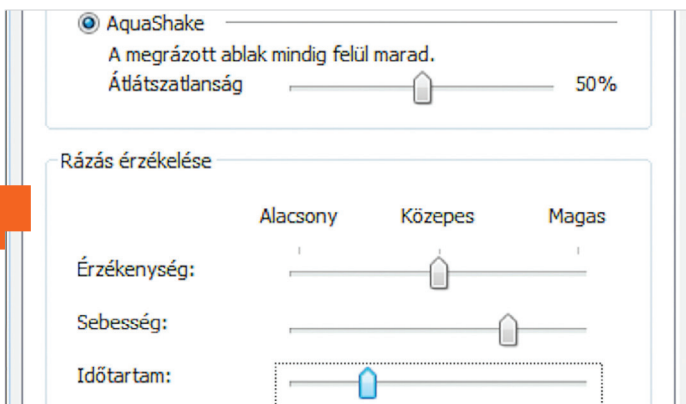 AquaShake
A megrázott ablak mindig felül marad.
Átlátszatlanság 50%
Rázás érzékelése
Alacsony Közepes Magas
Érzékenység:
Sebesség:
Időtartam: